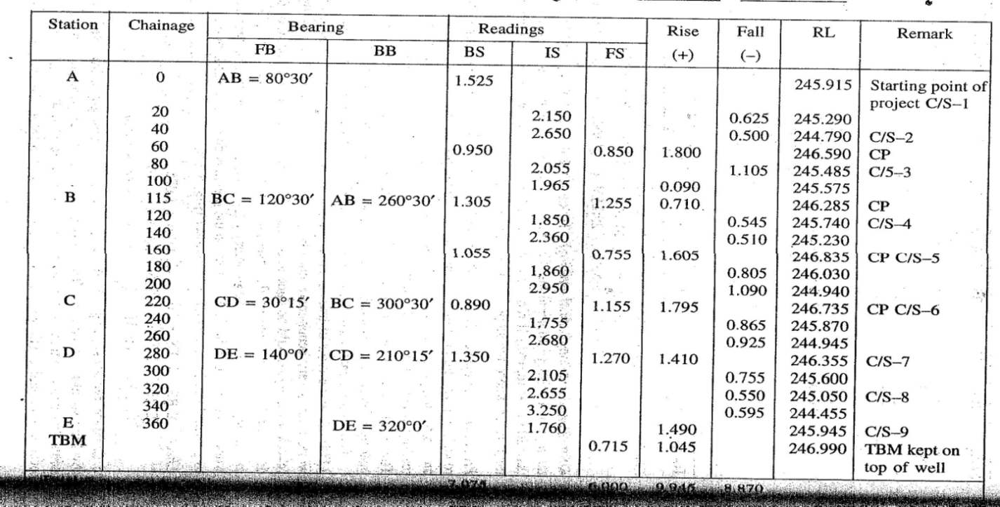 Station Chainage Bearing Readings Rise Fall RL Remark
FB BB BS IS FS (+) (–)
A 0 AB = 80°30′ 1.525 245.915 Starting point of
project C/S–1
20 2.150 0.625 245.290
40 2.650 0.500 244.790 C/S–2
60 0.950 0.850 1.800 246.590 CP
80 2.055 1.105 245.485 C/5–3
100 1.965 0.090 245.575
B 115 BC = 120°30′ AB = 260°30′ 1.305 1.255 0.710 246.285 CP
120 1.850 0.545 245.740 C/S–4
140 2.360 0.510 245.230
160 1.055 0.755 1.605 246.835 CP C/S–5
180 1.860 0.805 246.030
200 2.950 1.090 244.940
C 220 CD = 30°15′ BC = 300°30′ 0.890 1.155 1.795 246.735 CP C/S–6
240 1.755 0.865 245.870
260 2.680 0.925 244.945
D 280 DE = 140°0′ CD = 210°15′ 1.350 1.270 1.410 246.355 C/S–7
300 2.105 0.755 245.600
320 2.655 0.550 245.050 C/S–8
340 3.250 0.595 244.455
E 360 DE = 320°0′ 1.760 1.490 245.945 C/S–9
TBM 0.715 1.045 246.990 TBM kept on
top of well
7.075 6.000 9.945 8.870